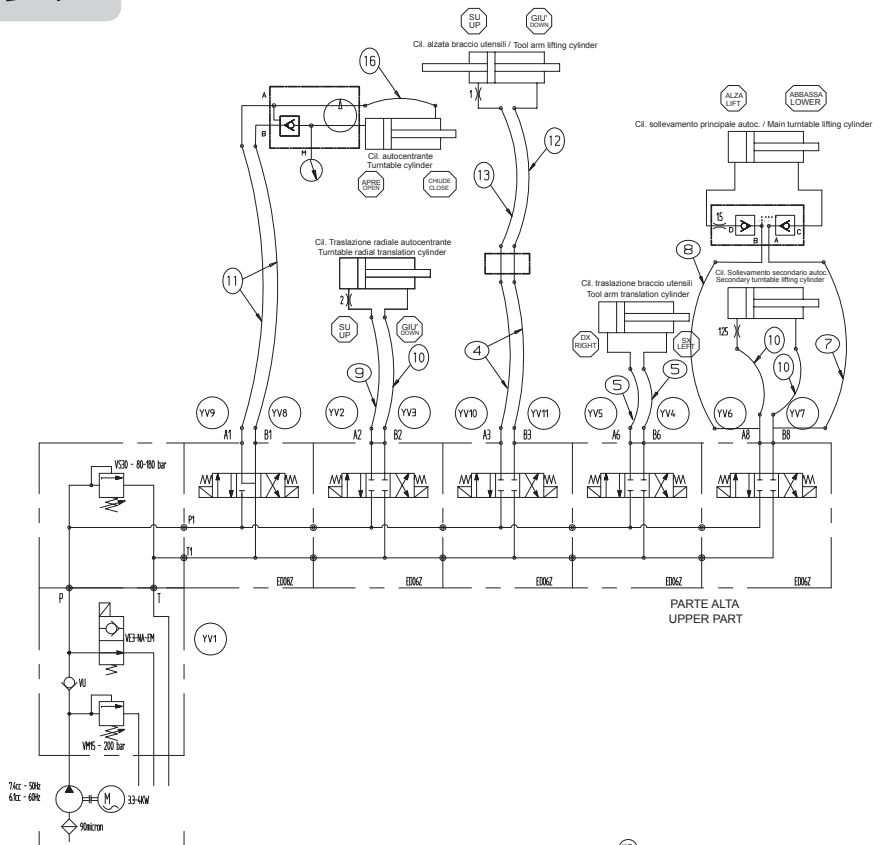 SU
UP
GIU'
DOWN
Cil. alzata braccio utensili / Tool arm lifting cylinder
16
A
B
M
Cil. autocentrante
Turntable cylinder
APRE
OPEN
CHIUDE
CLOSE
1
12
13
ALZA
LIFT
ABBASSA
LOWER
Cil. sollevamento principale autoc. / Main turntable lifting cylinder
15
D
B
A
C
8
Cil. Traslazione radiale autocentrante
Turntable radial translation cylinder
2
SU
UP
GIU'
DOWN
11
9
10
4
Cil. traslazione braccio utensili
Tool arm translation cylinder
DX
RIGHT
SX
LEFT
5
5
Cil. Sollevamento secondario autoc.
Secondary turntable lifting cylinder
1.25
10
10
7
YV9
YV8
YV2
YV3
YV10
YV11
YV5
YV4
YV6
YV7
A1
B1
A2
B2
A3
B3
A6
B6
A8
B8
VS30 - 80-180 bar
P1
T1
ED08Z
ED06Z
ED06Z
ED06Z
ED06Z
P
T
PARTE ALTA
UPPER PART
VE3-NA-EM
YV1
VU
VM15 - 200 bar
7.4cc - 50Hz
6.1cc - 60Hz
M
3.3-4KW
90micron